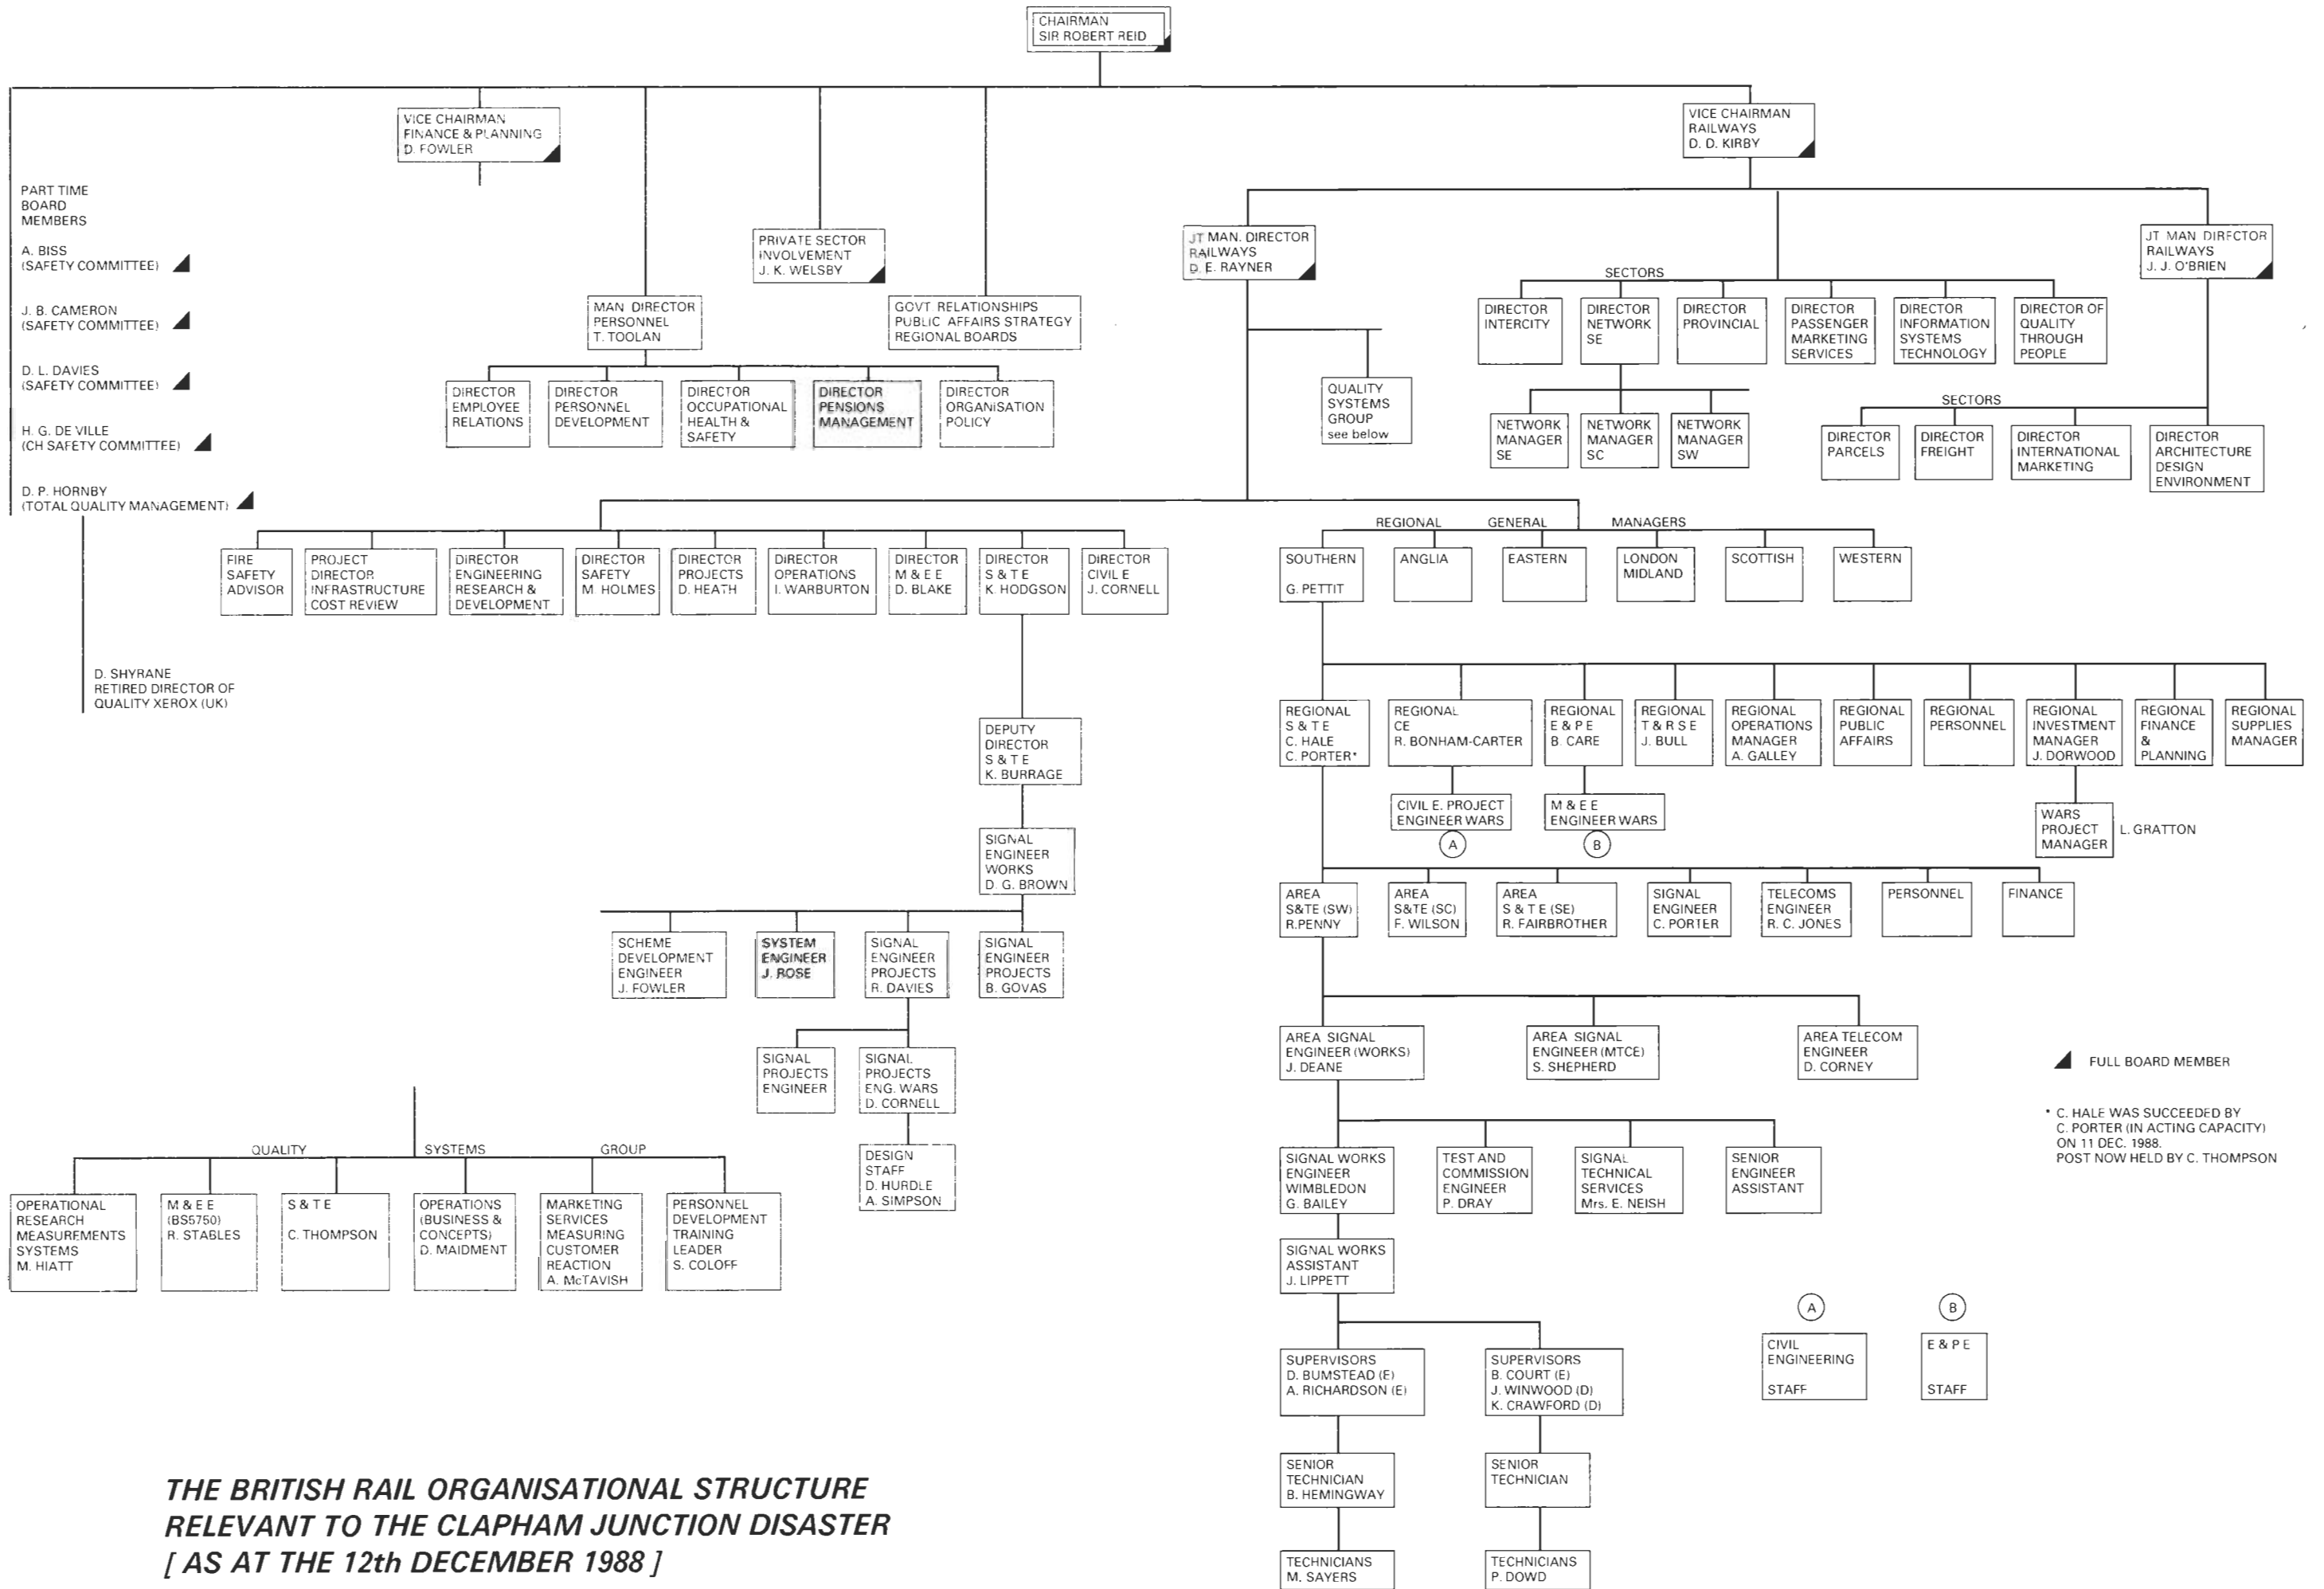 CHAIRMAN
SIR ROBERT REID
VICE CHAIRMAN
FINANCE & PLANNING
D. FOWLER
VICE CHAIRMAN
RAILWAYS
D. D. KIRBY
PART TIME
BOARD
MEMBERS
A. BISS
(SAFETY COMMITTEE)
J. B. CAMERON
(SAFETY COMMITTEE)
D. L. DAVIES
(SAFETY COMMITTEE)
H. G. DE VILLE
(CH SAFETY COMMITTEE)
D. P. HORNBY
(TOTAL QUALITY MANAGEMENT)
D. SHYRANE
RETIRED DIRECTOR OF
QUALITY XEROX (UK)
PRIVATE SECTOR
INVOLVEMENT
J. K. WELSBY
MAN DIRECTOR
PERSONNEL
T. TOOLAN
GOVT RELATIONSHIPS
PUBLIC AFFAIRS STRATEGY
REGIONAL BOARDS
DIRECTOR
EMPLOYEE
RELATIONS
DIRECTOR
PERSONNEL
DEVELOPMENT
DIRECTOR
OCCUPATIONAL
HEALTH &
SAFETY
DIRECTOR
PENSIONS
MANAGEMENT
DIRECTOR
ORGANISATION
POLICY
JT MAN. DIRECTOR
RAILWAYS
D. E. RAYNER
JT MAN DIRECTOR
RAILWAYS
J. J. O'BRIEN
SECTORS
DIRECTOR
INTERCITY
DIRECTOR
NETWORK
SE
DIRECTOR
PROVINCIAL
DIRECTOR
PASSENGER
MARKETING
SERVICES
DIRECTOR
INFORMATION
SYSTEMS
TECHNOLOGY
DIRECTOR OF
QUALITY
THROUGH
PEOPLE
QUALITY
SYSTEMS
GROUP
see below
NETWORK
MANAGER
SE
NETWORK
MANAGER
SC
NETWORK
MANAGER
SW
SECTORS
DIRECTOR
PARCELS
DIRECTOR
FREIGHT
DIRECTOR
INTERNATIONAL
MARKETING
DIRECTOR
ARCHITECTURE
DESIGN
ENVIRONMENT
FIRE
SAFETY
ADVISOR
PROJECT
DIRECTOR
INFRASTRUCTURE
COST REVIEW
DIRECTOR
ENGINEERING
RESEARCH &
DEVELOPMENT
DIRECTOR
SAFETY
M. HOLMES
DIRECTOR
PROJECTS
D. HEATH
DIRECTOR
OPERATIONS
I. WARBURTON
DIRECTOR
M & E E
D. BLAKE
DIRECTOR
S & T E
K. HODGSON
DIRECTOR
CIVIL E
J. CORNELL
REGIONAL GENERAL MANAGERS
SOUTHERN
G. PETTIT
ANGLIA
EASTERN
LONDON
MIDLAND
SCOTTISH
WESTERN
DEPUTY
DIRECTOR
S & T E
K. BURRAGE
SIGNAL
ENGINEER
WORKS
D. G. BROWN
SCHEME
DEVELOPMENT
ENGINEER
J. FOWLER
SYSTEM
ENGINEER
J. ROSE
SIGNAL
ENGINEER
PROJECTS
R. DAVIES
SIGNAL
ENGINEER
PROJECTS
B. GOVAS
SIGNAL
PROJECTS
ENGINEER
SIGNAL
PROJECTS
ENG. WARS
D. CORNELL
DESIGN
STAFF
D. HURDLE
A. SIMPSON
REGIONAL
S & T E
C. HALE
C. PORTER*
REGIONAL
CE
R. BONHAM-CARTER
REGIONAL
E & P E
B. CARE
REGIONAL
T & R S E
J. BULL
REGIONAL
OPERATIONS
MANAGER
A. GALLEY
REGIONAL
PUBLIC
AFFAIRS
REGIONAL
PERSONNEL
REGIONAL
INVESTMENT
MANAGER
J. DORWOOD
REGIONAL
FINANCE
&
PLANNING
REGIONAL
SUPPLIES
MANAGER
CIVIL E. PROJECT
ENGINEER WARS
A
M & E E
ENGINEER WARS
B
WARS
PROJECT
MANAGER
L. GRATTON
AREA
S&TE (SW)
R.PENNY
AREA
S&TE (SC)
F. WILSON
AREA
S & T E (SE)
R. FAIRBROTHER
SIGNAL
ENGINEER
C. PORTER
TELECOMS
ENGINEER
R. C. JONES
PERSONNEL
FINANCE
AREA SIGNAL
ENGINEER (WORKS)
J. DEANE
AREA SIGNAL
ENGINEER (MTCE)
S. SHEPHERD
AREA TELECOM
ENGINEER
D. CORNEY
FULL BOARD MEMBER
* C. HALE WAS SUCCEEDED BY
C. PORTER (IN ACTING CAPACITY)
ON 11 DEC. 1988.
POST NOW HELD BY C. THOMPSON
SIGNAL WORKS
ENGINEER
WIMBLEDON
G. BAILEY
TEST AND
COMMISSION
ENGINEER
P. DRAY
SIGNAL
TECHNICAL
SERVICES
Mrs. E. NEISH
SENIOR
ENGINEER
ASSISTANT
SIGNAL WORKS
ASSISTANT
J. LIPPETT
SUPERVISORS
D. BUMSTEAD (E)
A. RICHARDSON (E)
SUPERVISORS
B. COURT (E)
J. WINWOOD (D)
K. CRAWFORD (D)
SENIOR
TECHNICIAN
B. HEMINGWAY
SENIOR
TECHNICIAN
TECHNICIANS
M. SAYERS
TECHNICIANS
P. DOWD
A
CIVIL
ENGINEERING
STAFF
B
E & P E
STAFF
QUALITY SYSTEMS GROUP
OPERATIONAL
RESEARCH
MEASUREMENTS
SYSTEMS
M. HIATT
M & E E
(BS5750)
R. STABLES
S & T E
C. THOMPSON
OPERATIONS
(BUSINESS &
CONCEPTS)
D. MAIDMENT
MARKETING
SERVICES
MEASURING
CUSTOMER
REACTION
A. McTAVISH
PERSONNEL
DEVELOPMENT
TRAINING
LEADER
S. COLOFF
THE BRITISH RAIL ORGANISATIONAL STRUCTURE
RELEVANT TO THE CLAPHAM JUNCTION DISASTER
[ AS AT THE 12th DECEMBER 1988 ]